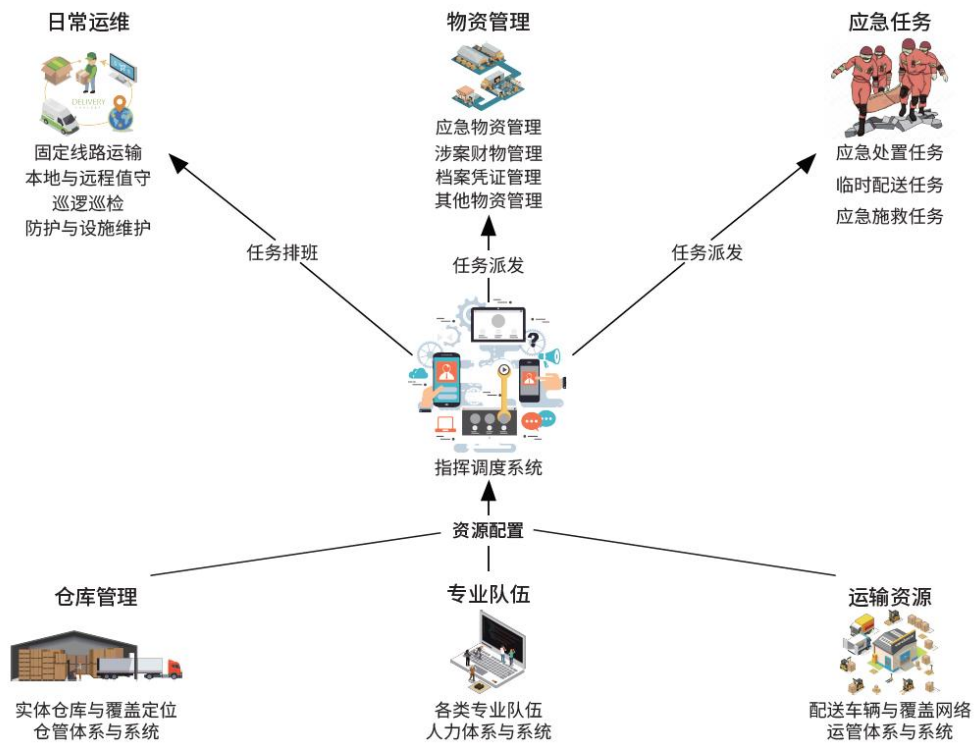 日常运维
物资管理
应急任务
DELIVERY
固定线路运输
本地与远程值守
巡逻巡检
防护与设施维护
应急物资管理
涉案财物管理
档案凭证管理
其他物资管理
应急处置任务
临时配送任务
应急施救任务
任务排班
任务派发
任务派发
?
指挥调度系统
资源配置
仓库管理
专业队伍
运输资源
实体仓库与覆盖定位
仓管体系与系统
各类专业队伍
人力体系与系统
配送车辆与覆盖网络
运管体系与系统